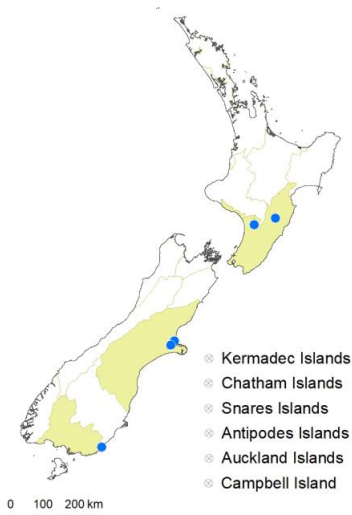 Kermadec Islands
Chatham Islands
Snares Islands
Antipodes Islands
Auckland Islands
Campbell Island
0 100 200 km